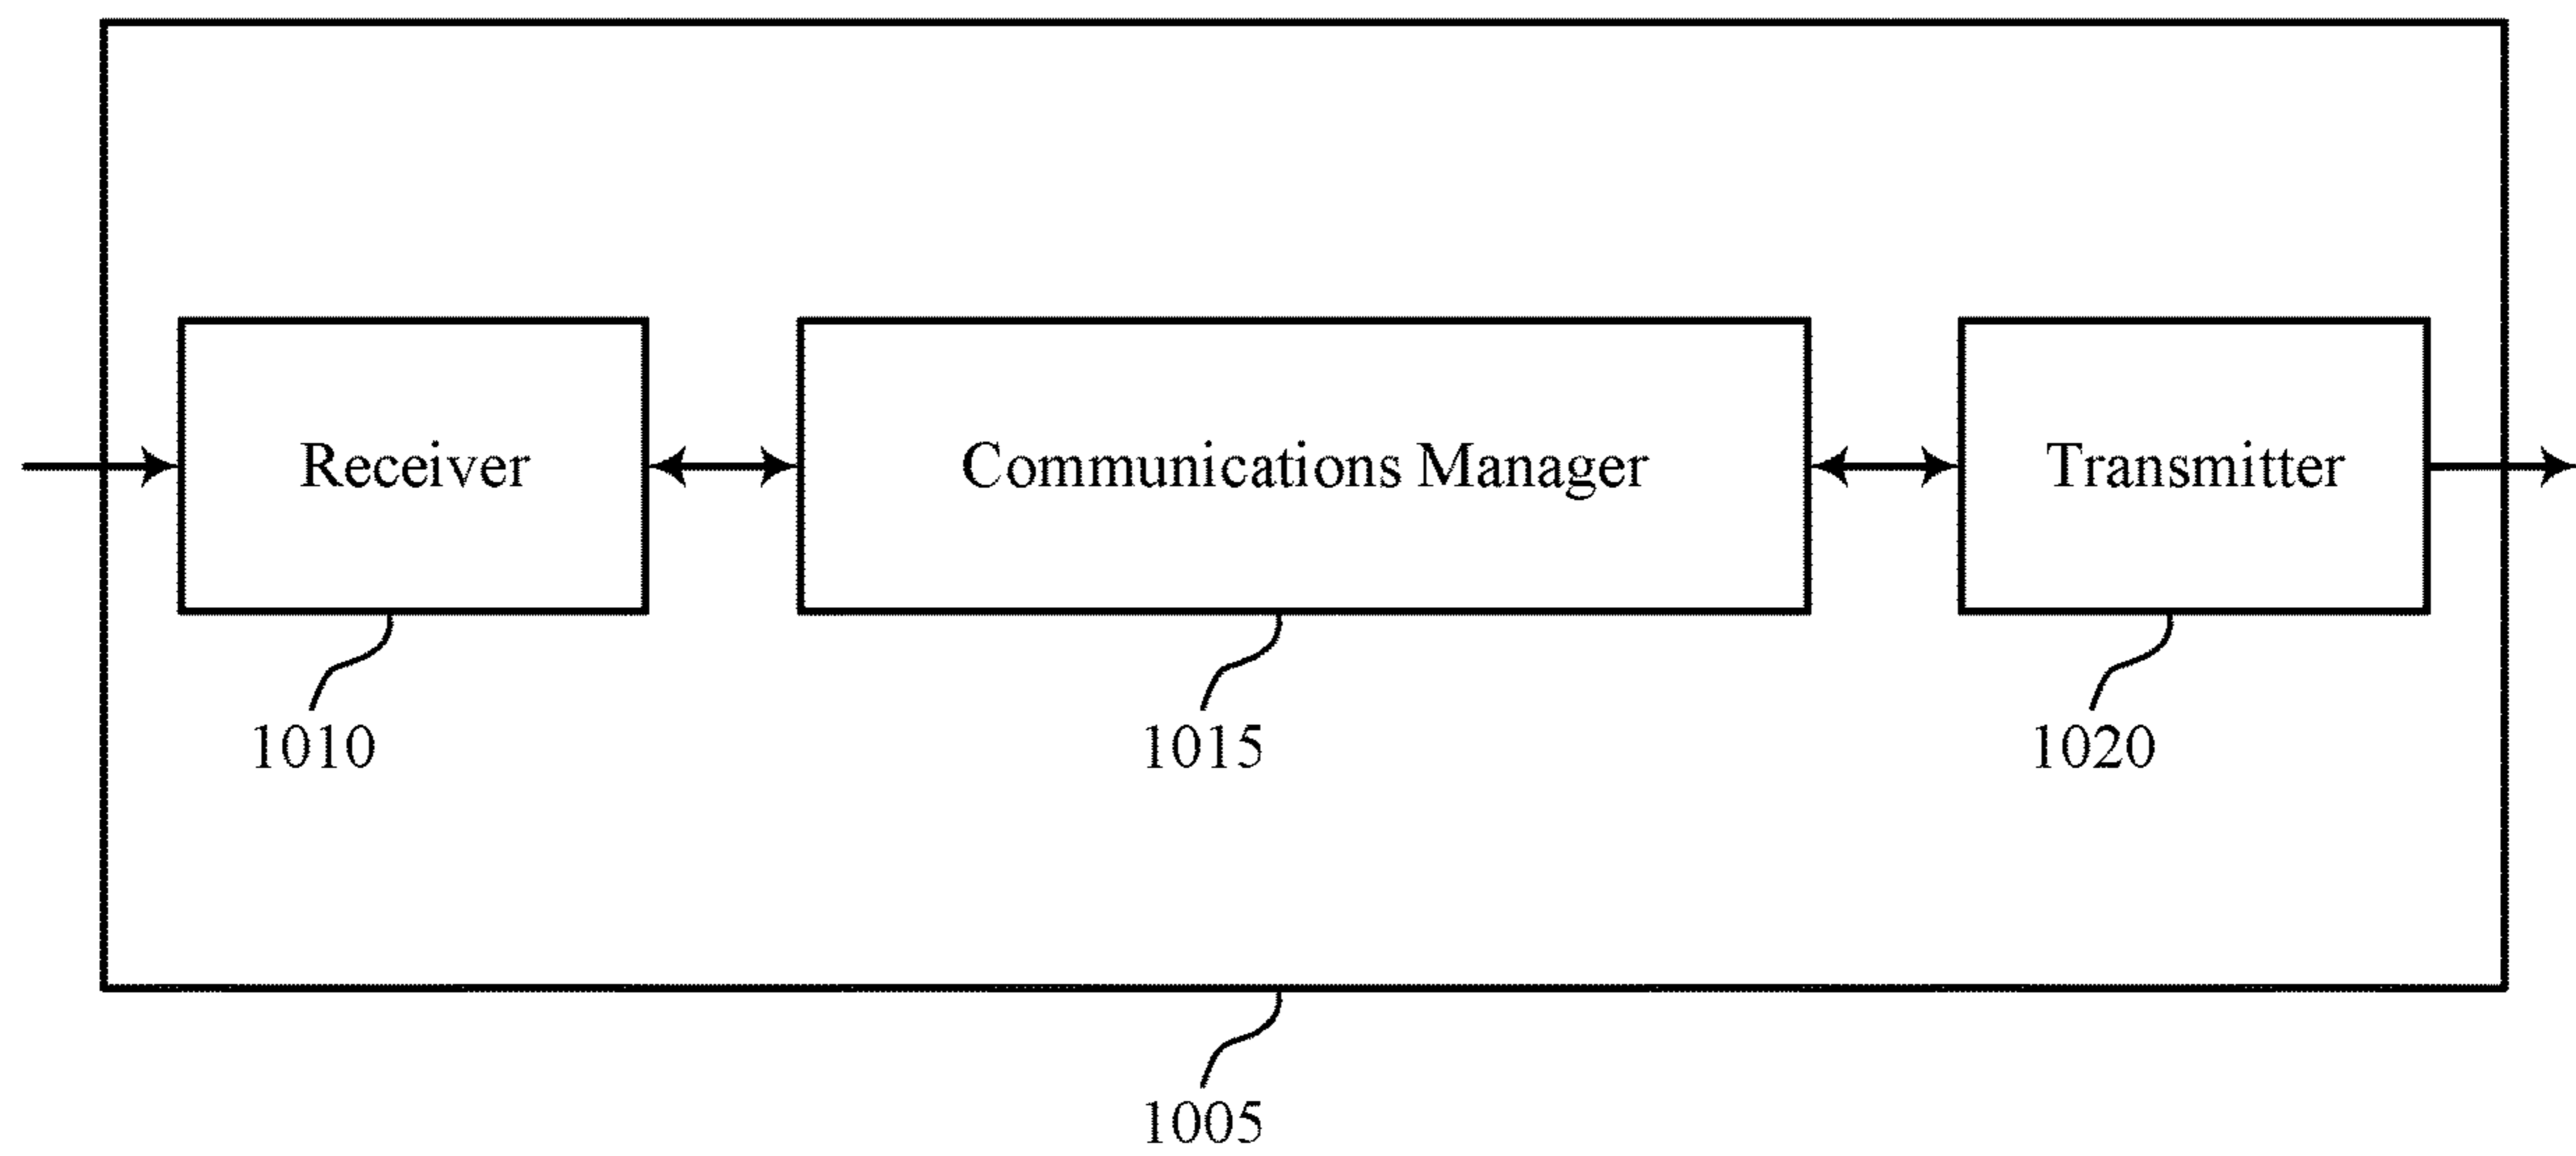 Receiver
Communications Manager
Transmitter
1010
1015
1020
1005